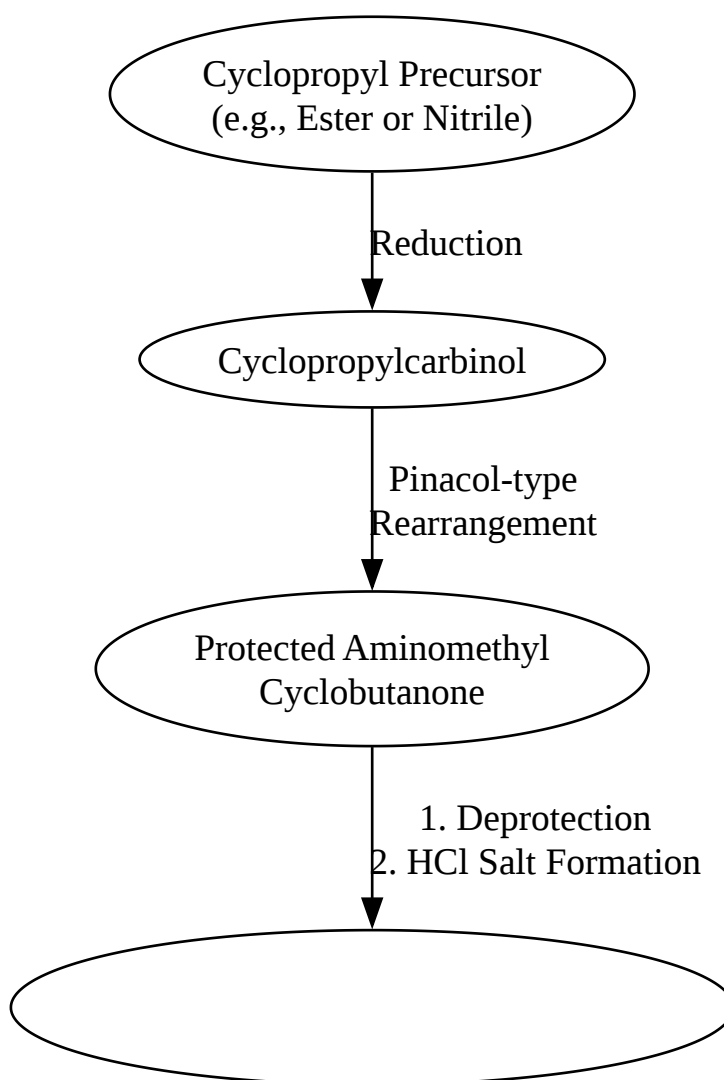 Cyclopropyl Precursor
(e.g., Ester or Nitrile)
Reduction
Cyclopropylcarbinol
Pinacol-type
Rearrangement
Protected Aminomethyl
Cyclobutanone
1. Deprotection
2. HCl Salt Formation